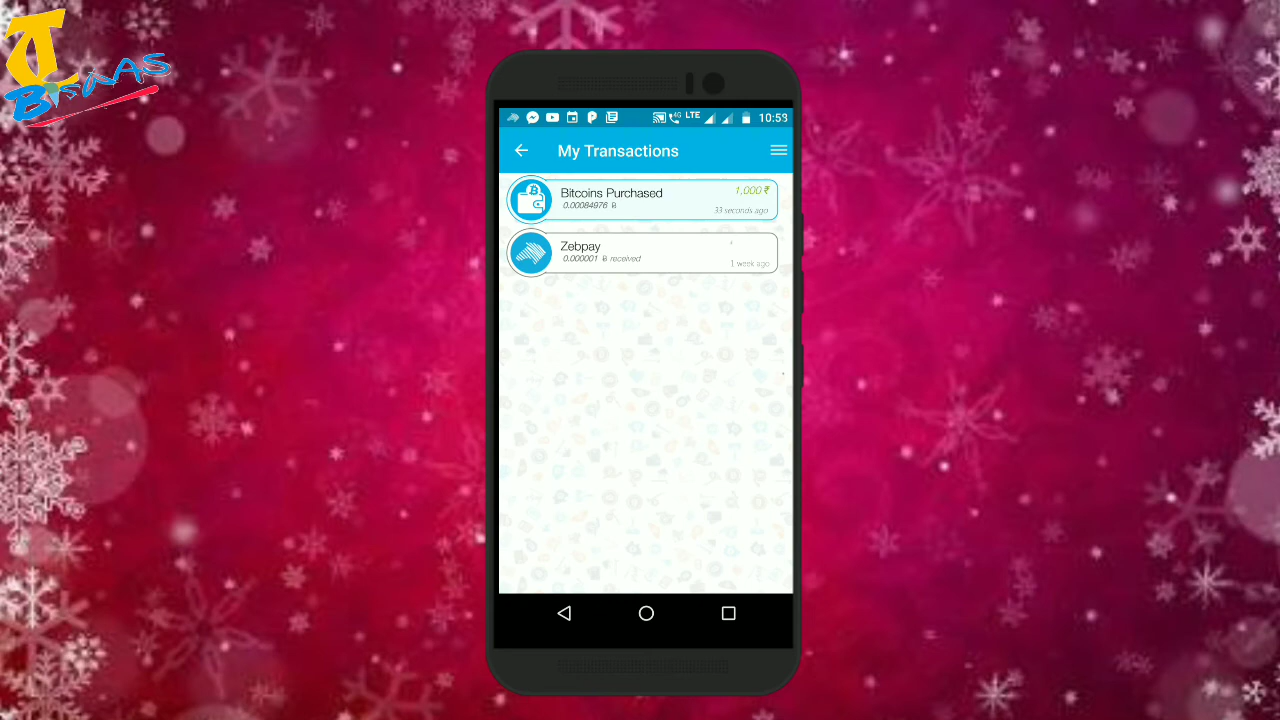 10:53
LTE
4G
My Transactions
Bitcoins Purchased
1,000 ₹
0.00084976 Ƀ
33 seconds ago
Zebpay
0.000001 Ƀ received
1 week ago